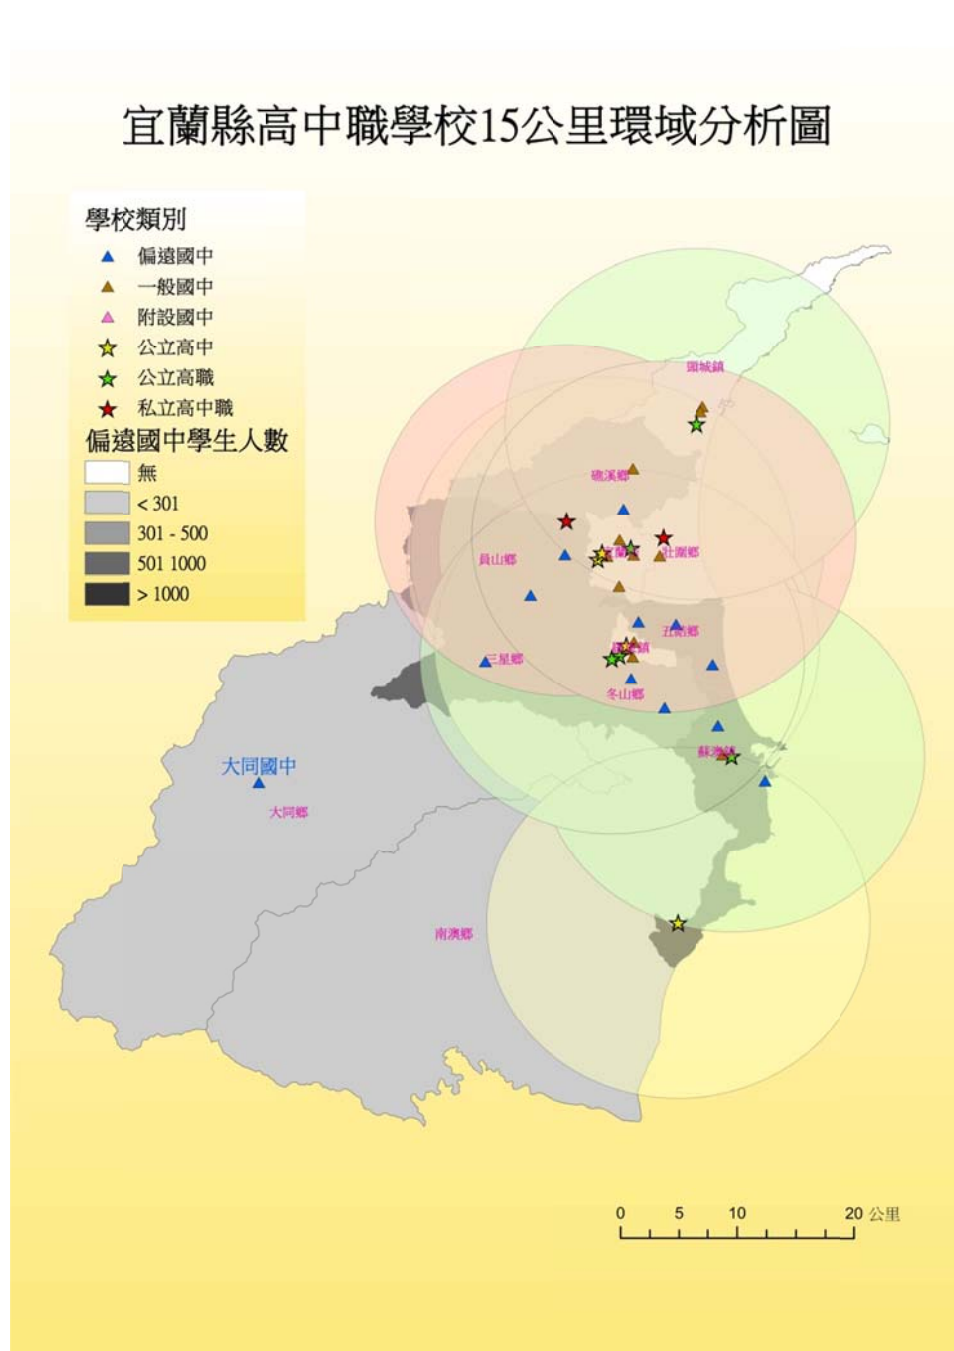 宜蘭縣高中職學校15公里環域分析圖
學校類別
偏遠國中
一般國中
附設國中
公立高中
公立高職
私立高中職
偏遠國中學生人數
無
< 301
301 - 500
501 1000
> 1000
頭城鎮
礁溪鄉
員山鄉
宜蘭
壯圍鄉
五結鄉
三星鄉
冬山鄉
蘇澳鎮
大同國中
大同鄉
南澳鄉
0 5 10 20 公里